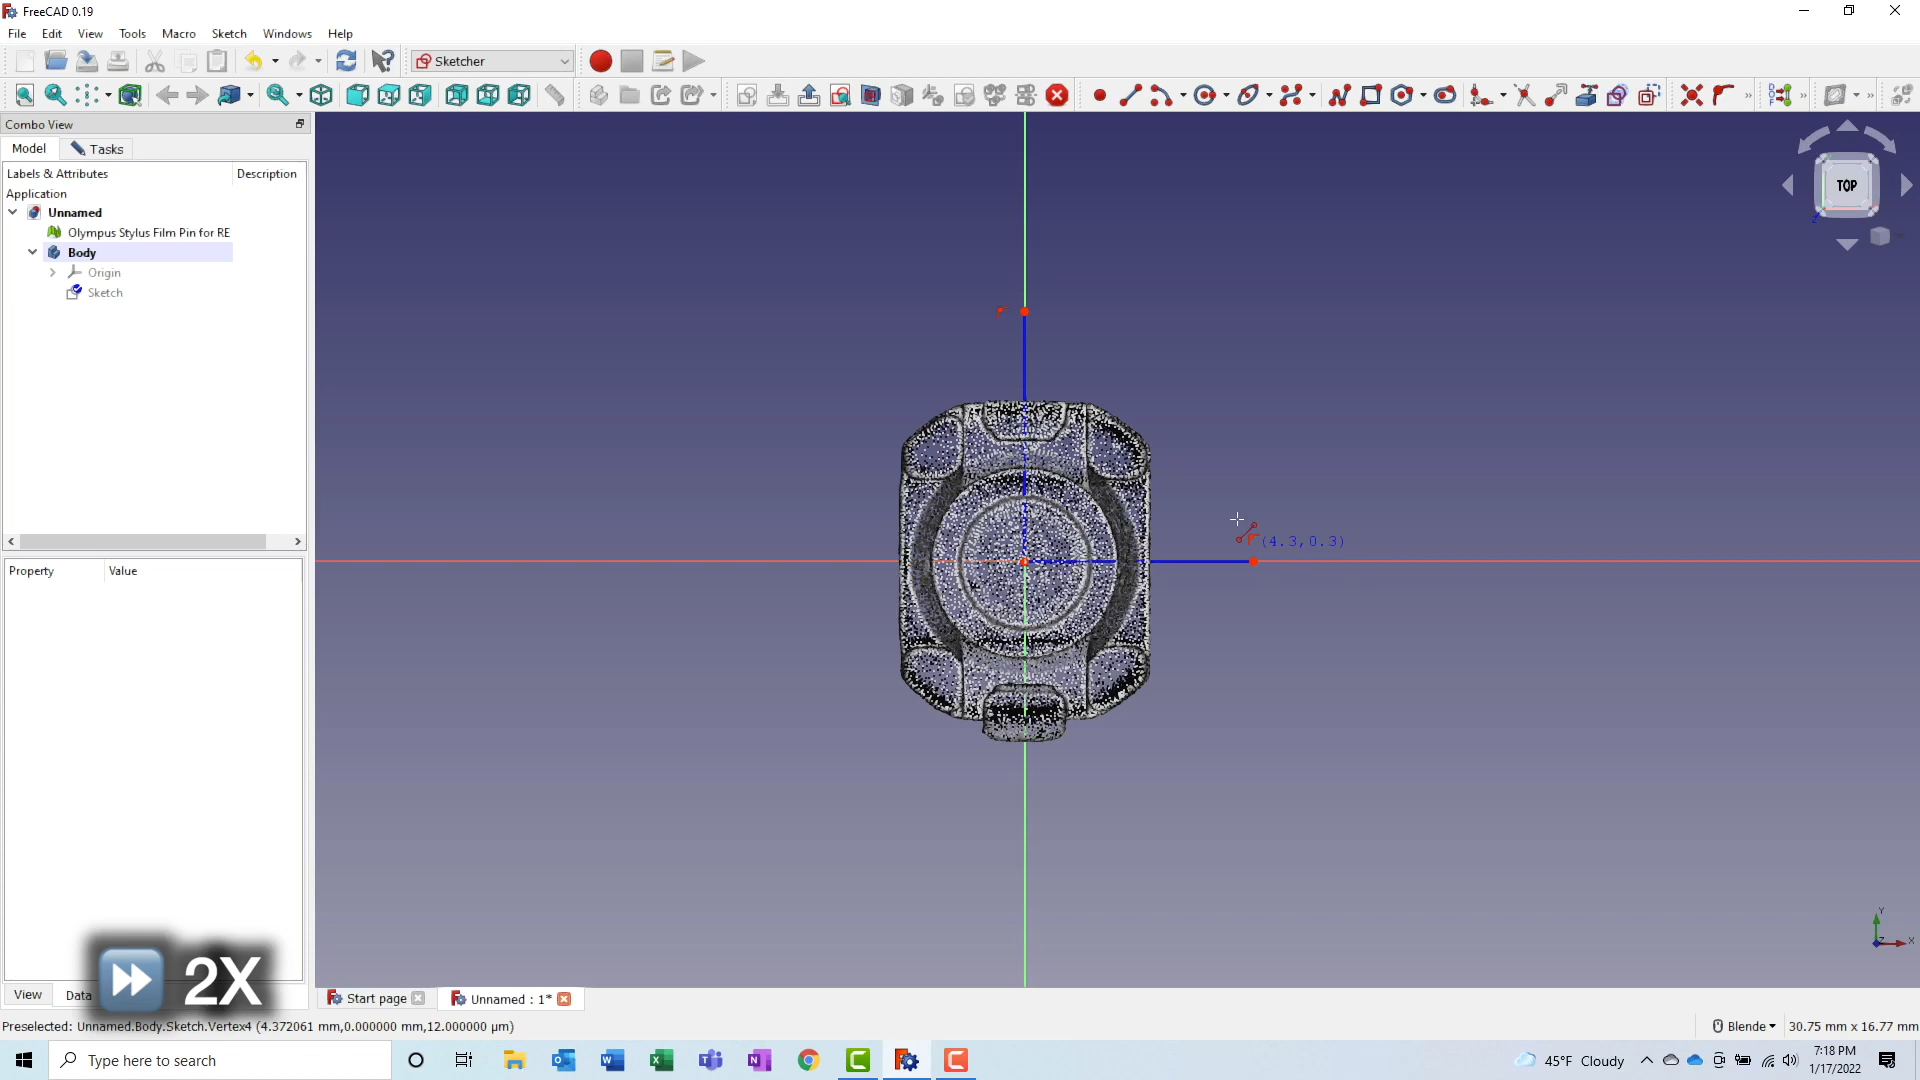 FreeCAD 0.19
File Edit View Tools Macro Sketch Windows Help
Sketcher
Combo View
Model Tasks
Labels & Attributes Description
Application
Unnamed
Olympus Stylus Film Pin for RE
Body
Origin
Sketch
TOP
(4.3,0.3)
Property Value
Y
Z X
2X
View Data
Start page Unnamed : 1*
Preselected: Unnamed.Body.Sketch.Vertex4 (4.372061 mm,0.000000 mm,12.000000 µm)
Blende 30.75 mm x 16.77 mm
Type here to search
45°F Cloudy
7:18 PM
1/17/2022